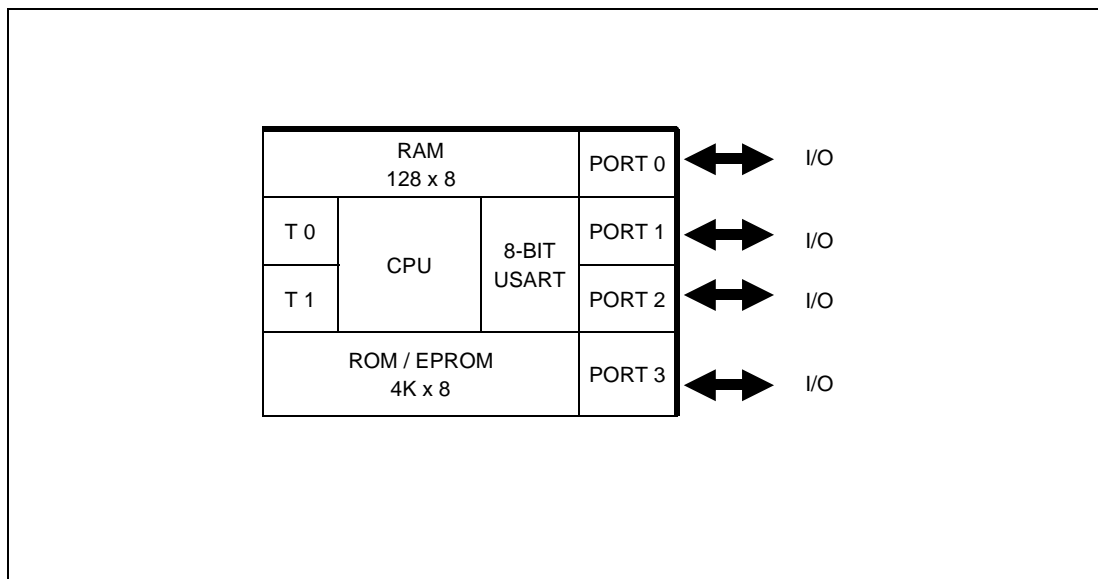 RAM
128 x 8
PORT 0
I/O
T 0
CPU
8-BIT
USART
PORT 1
I/O
T 1
PORT 2
I/O
ROM / EPROM
4K x 8
PORT 3
I/O